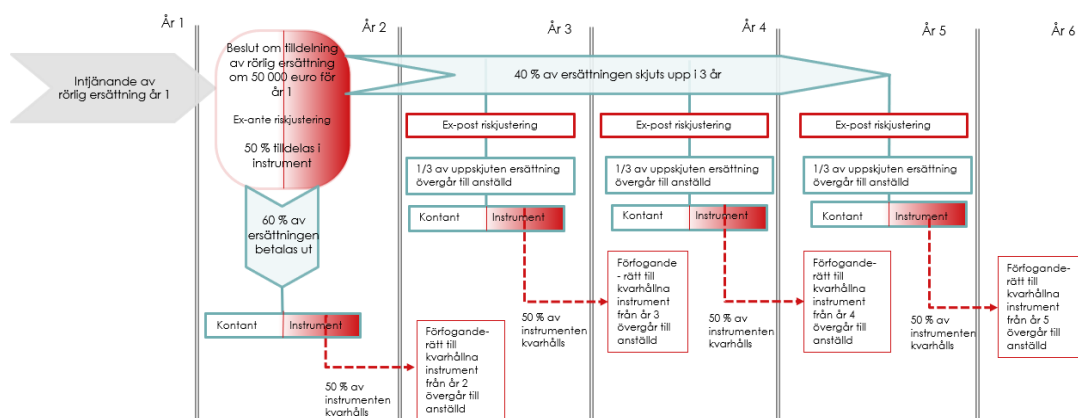 År 1
År 2
År 3
År 4
År 5
År 6
Intjänande av
rörlig ersättning år 1
Beslut om tilldelning
av rörlig ersättning
om 50 000 euro för
år 1
Ex-ante riskjustering
50 % tilldelas i
instrument
40 % av ersättningen skjuts upp i 3 år
60 % av
ersättningen
betalas ut
Kontant
Instrument
50 % av
instrumenten
kvarhålls
Förfogande-
rätt till
kvarhållna
instrument
från år 2
övergår till
anställd
Ex-post riskjustering
1/3 av uppskjuten ersättning
övergår till anställd
Kontant
Instrument
50 % av
instrumenten
kvarhålls
Förfogande
- rätt till
kvarhållna
instrument
från år 3
övergår till
anställd
Ex-post riskjustering
1/3 av uppskjuten ersättning
övergår till anställd
Kontant
Instrument
50 % av
instrumenten
kvarhålls
Förfogande-
rätt till
kvarhållna
instrument
från år 4
övergår till
anställd
Ex-post riskjustering
1/3 av uppskjuten ersättning
övergår till anställd
Kontant
Instrument
50 % av
instrumenten
kvarhålls
Förfogande-
rätt till
kvarhållna
instrument
från år 5
övergår till
anställd